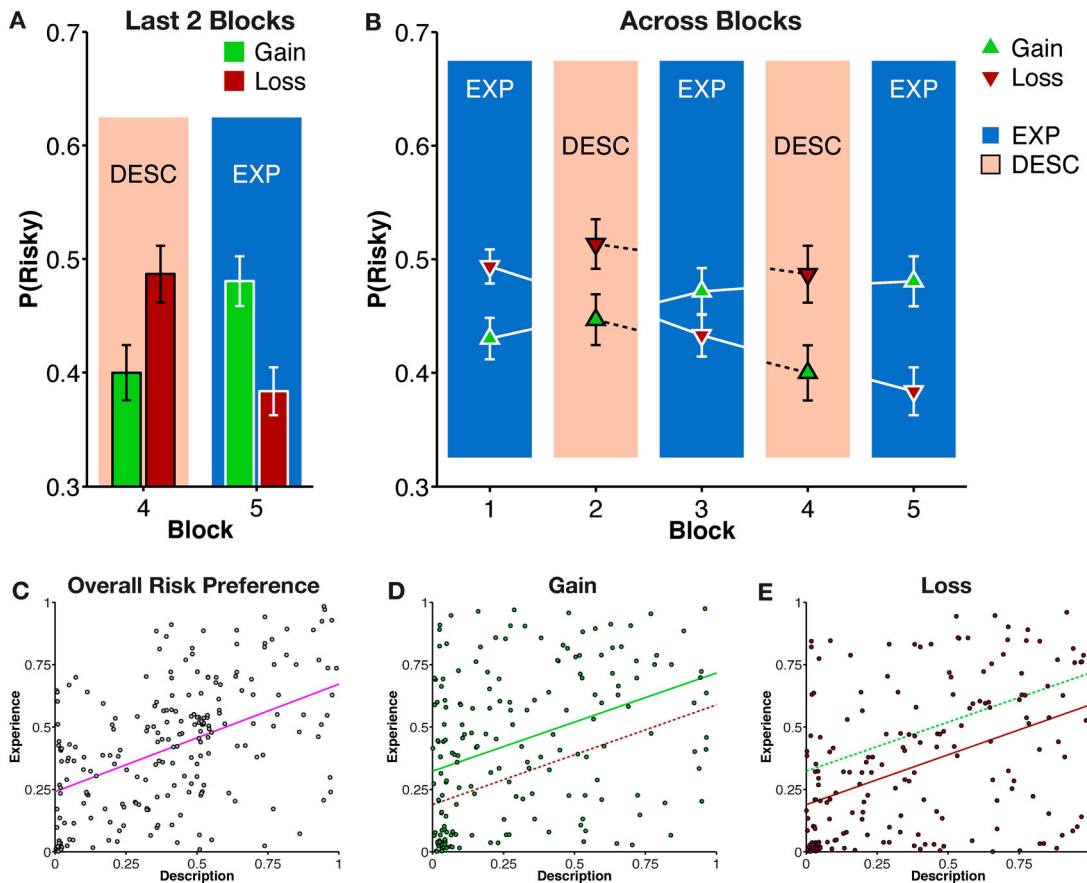 A Last 2 Blocks
Gain
Loss
0.7
0.6
0.5
0.4
0.3
P(Risky)
DESC
EXP
4
5
Block
B Across Blocks
Gain
Loss
EXP
DESC
0.7
0.6
0.5
0.4
0.3
P(Risky)
EXP
DESC
EXP
DESC
EXP
1
2
3
4
5
Block
C Overall Risk Preference
1
0.75
0.5
0.25
0
Experience
0
0.25
0.5
0.75
1
Description
D Gain
1
0.75
0.5
0.25
0
Experience
0
0.25
0.5
0.75
1
Description
E Loss
1
0.75
0.5
0.25
0
Experience
0
0.25
0.5
0.75
Description